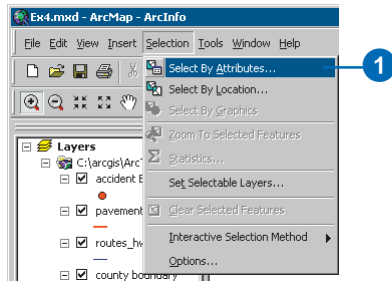 Ex4.mxd - ArcMap - ArcInfo
File Edit View Insert Selection Tools Window Help
Select By Attributes...
1
Select By Location...
Select By Graphics
Zoom To Selected Features
Statistics...
Set Selectable Layers...
Clear Selected Features
Interactive Selection Method
Options...
Layers
C:\arcgis\Arc
accident
pavement
routes_hw
county boundary